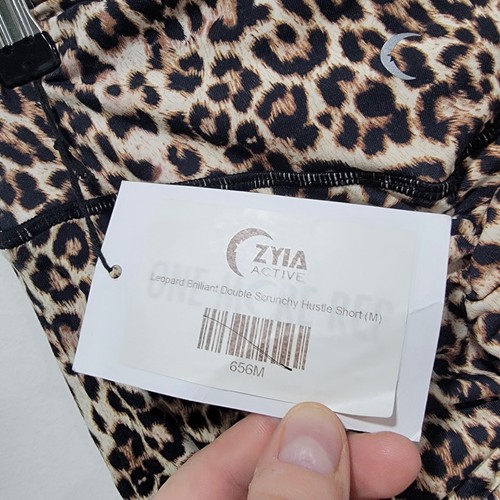 ZYIA
ACTIVE
Leopard Brilliant Double Scrunchy Hustle Short (M)
656M